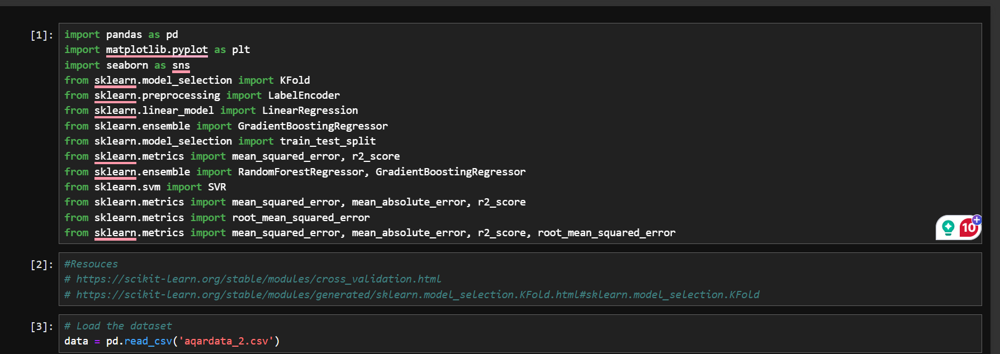 [1]:
import pandas as pd
import matplotlib.pyplot as plt
import seaborn as sns
from sklearn.model_selection import KFold
from sklearn.preprocessing import LabelEncoder
from sklearn.linear_model import LinearRegression
from sklearn.ensemble import GradientBoostingRegressor
from sklearn.model_selection import train_test_split
from sklearn.metrics import mean_squared_error, r2_score
from sklearn.ensemble import RandomForestRegressor, GradientBoostingRegressor
from sklearn.svm import SVR
from sklearn.metrics import mean_squared_error, mean_absolute_error, r2_score
from sklearn.metrics import root_mean_squared_error
from sklearn.metrics import mean_squared_error, mean_absolute_error, r2_score, root_mean_squared_error
10
+
[2]:
#Resouces
# https://scikit-learn.org/stable/modules/cross_validation.html
# https://scikit-learn.org/stable/modules/generated/sklearn.model_selection.KFold.html#sklearn.model_selection.KFold
[3]:
# Load the dataset
data = pd.read_csv('aqardata_2.csv')